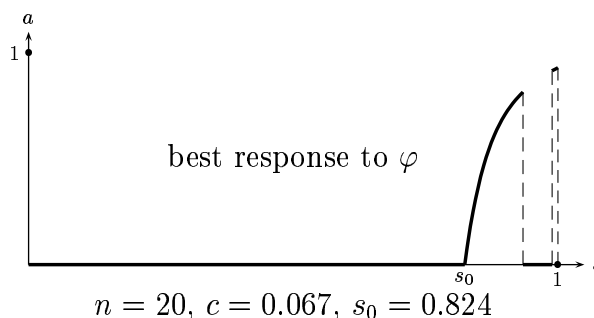 a
1
best response to φ
s₀
1
n = 20, c = 0.067, s₀ = 0.824